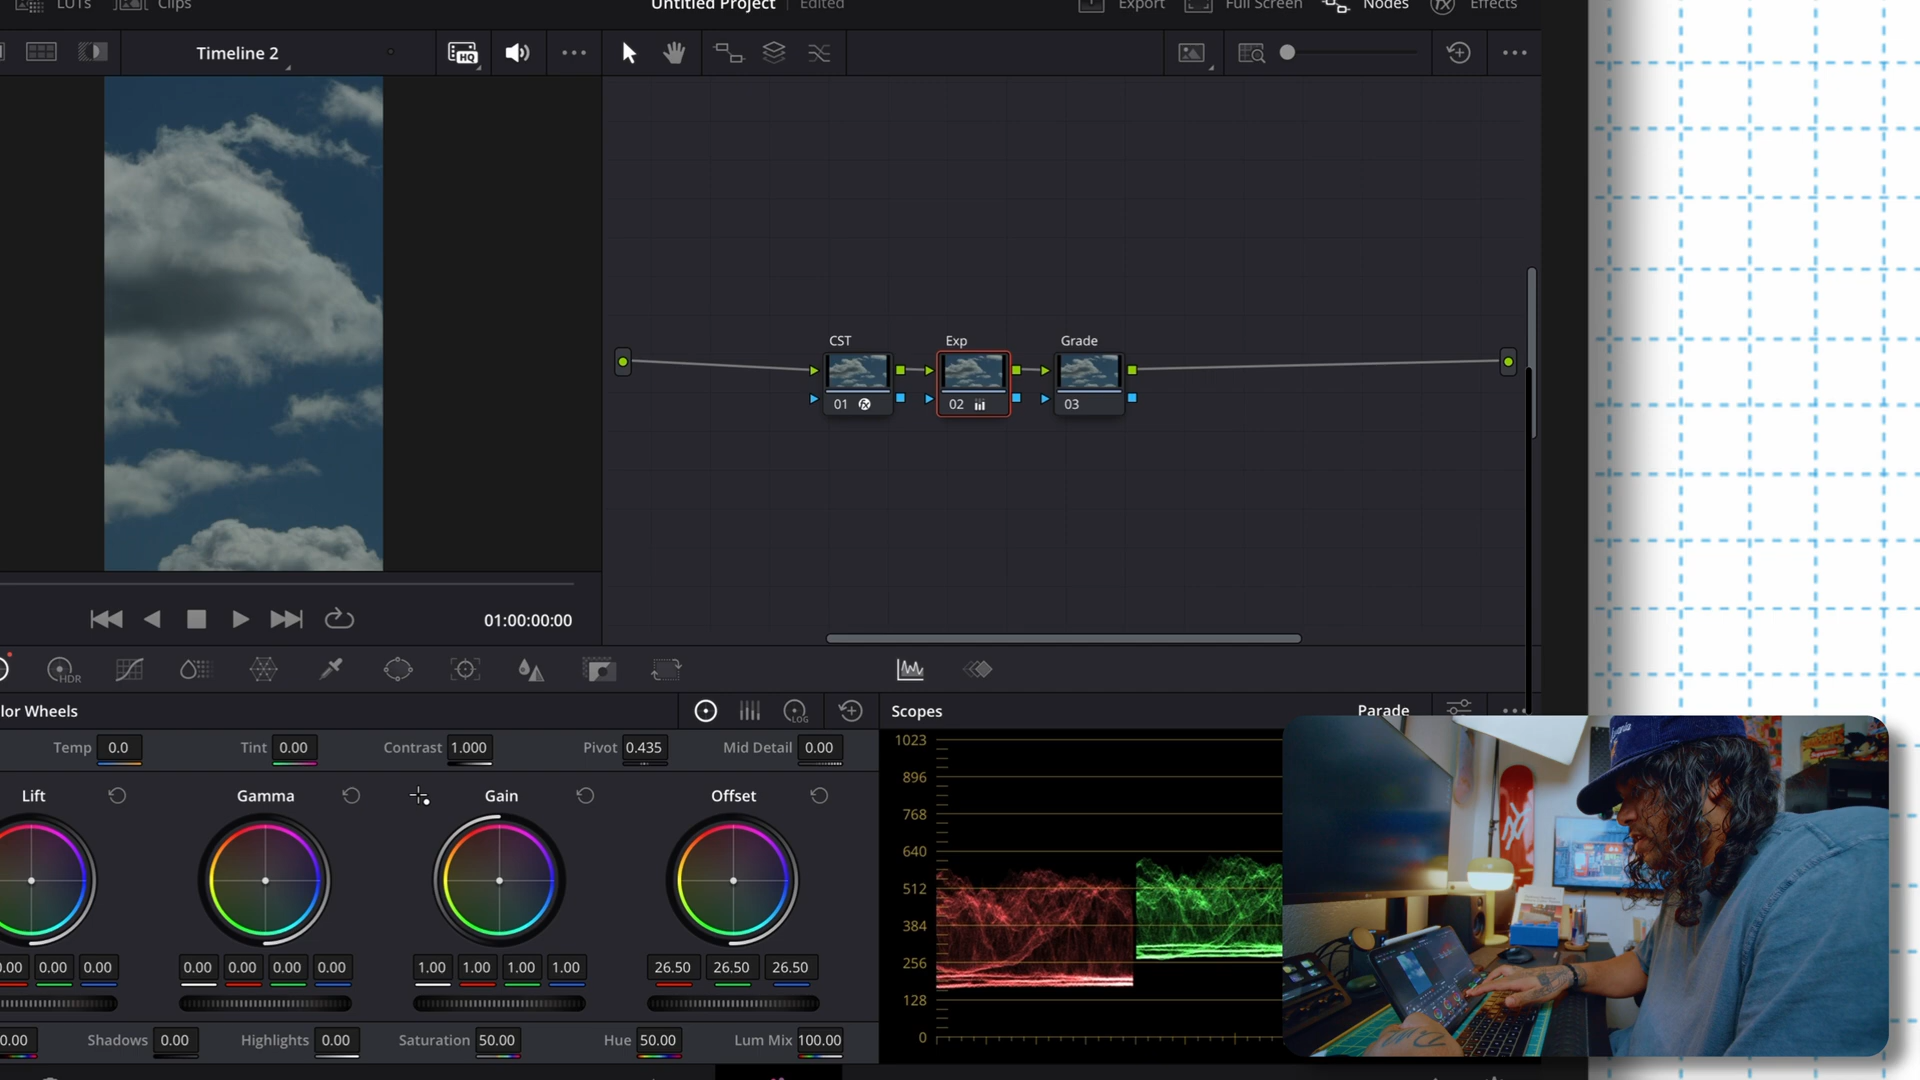 LUTs Clips Untitled Project Edited Export Full Screen Nodes Effects
Timeline 2
HQ
CST Exp Grade
01 02 03
01:00:00:00
HDR
lor Wheels
LOG
Scopes
Parade
Temp 0.0 Tint 0.00 Contrast 1.000 Pivot 0.435 Mid Detail 0.00
Lift Gamma Gain Offset
0.00 0.00 0.00
0.00 0.00 0.00 0.00
1.00 1.00 1.00 1.00
26.50 26.50 26.50
0.00 Shadows 0.00 Highlights 0.00 Saturation 50.00 Hue 50.00 Lum Mix 100.00
1023
896
768
640
512
384
256
128
0